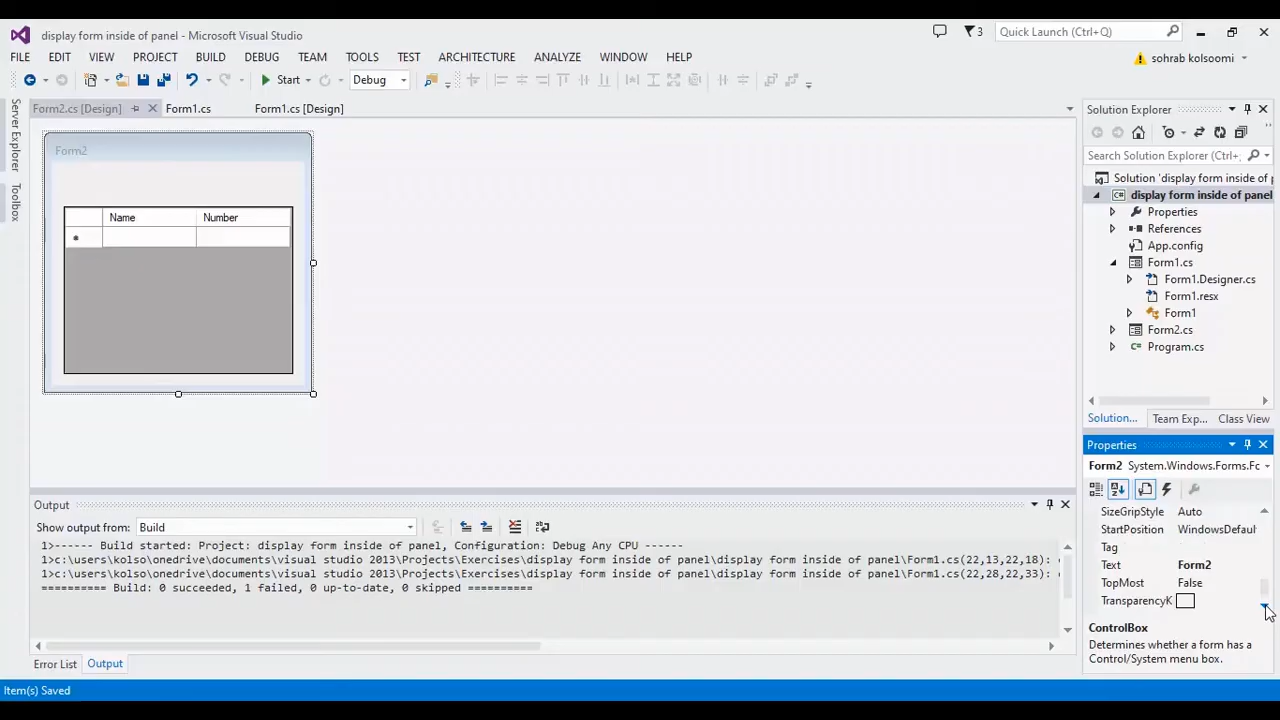 display form inside of panel - Microsoft Visual Studio
3
Quick Launch (Ctrl+Q)
FILE EDIT VIEW PROJECT BUILD DEBUG TEAM TOOLS TEST ARCHITECTURE ANALYZE WINDOW HELP
sohrab kolsoomi
Start
Debug
Form2.cs [Design] Form1.cs Form1.cs [Design]
Server Explorer
Toolbox
Form2
Name Number
Solution Explorer
Search Solution Explorer (Ctrl+;
Solution 'display form inside of p
display form inside of panel
Properties
References
App.config
Form1.cs
Form1.Designer.cs
Form1.resx
Form1
Form2.cs
Program.cs
Solution... Team Exp... Class View
Properties
Form2 System.Windows.Forms.Fc
SizeGripStyle Auto
StartPosition WindowsDefaul
Tag
Text Form2
TopMost False
TransparencyK
ControlBox
Determines whether a form has a
Control/System menu box.
Output
Show output from: Build
1>------ Build started: Project: display form inside of panel, Configuration: Debug Any CPU ------
1>c:\users\kolso\onedrive\documents\visual studio 2013\Projects\Exercises\display form inside of panel\display form inside of panel\Form1.cs(22,13,22,18):
1>c:\users\kolso\onedrive\documents\visual studio 2013\Projects\Exercises\display form inside of panel\display form inside of panel\Form1.cs(22,28,22,33):
========== Build: 0 succeeded, 1 failed, 0 up-to-date, 0 skipped ==========
Error List Output
Item(s) Saved